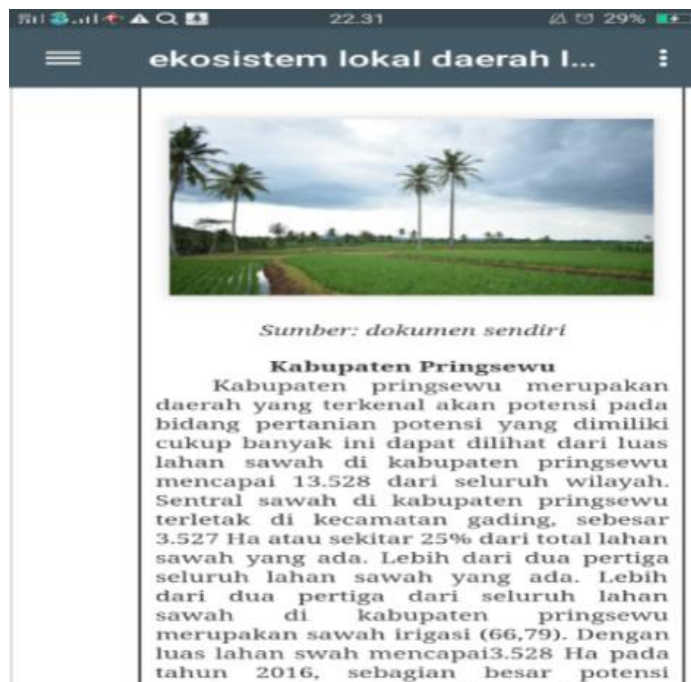 22.31
29%
ekosistem lokal daerah l...
Sumber: dokumen sendiri
Kabupaten Pringsewu
Kabupaten pringsewu merupakan
daerah yang terkenal akan potensi pada
bidang pertanian potensi yang dimiliki
cukup banyak ini dapat dilihat dari luas
lahan sawah di kabupaten pringsewu
mencapai 13.528 dari seluruh wilayah.
Sentral sawah di kabupaten pringsewu
terletak di kecamatan gading, sebesar
3.527 Ha atau sekitar 25% dari total lahan
sawah yang ada. Lebih dari dua pertiga
seluruh lahan sawah yang ada. Lebih
dari dua pertiga dari seluruh lahan
sawah di kabupaten pringsewu
merupakan sawah irigasi (66,79). Dengan
luas lahan swah mencapai3.528 Ha pada
tahun 2016, sebagian besar potensi